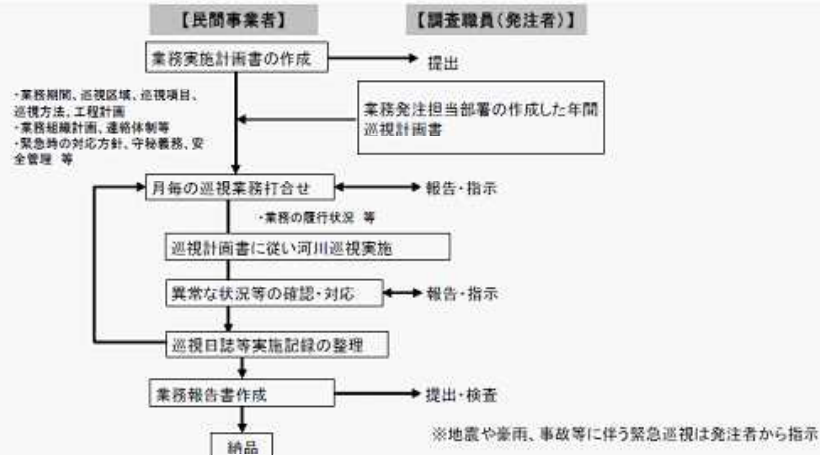 【民間事業者】
【調査職員(発注者)】
業務実施計画書の作成
提出
・業務期間、巡視区域、巡視項目、
巡視方法、工程計画
・業務組織計画、連絡体制等
・緊急時の対応方針、守秘義務、安
全管理 等
業務発注担当部署の作成した年間
巡視計画書
月毎の巡視業務打合せ
報告・指示
・業務の履行状況 等
巡視計画書に従い河川巡視実施
異常な状況等の確認・対応
報告・指示
巡視日誌等実施記録の整理
業務報告書作成
提出・検査
※地震や豪雨、事故等に伴う緊急巡視は発注者から指示
納品